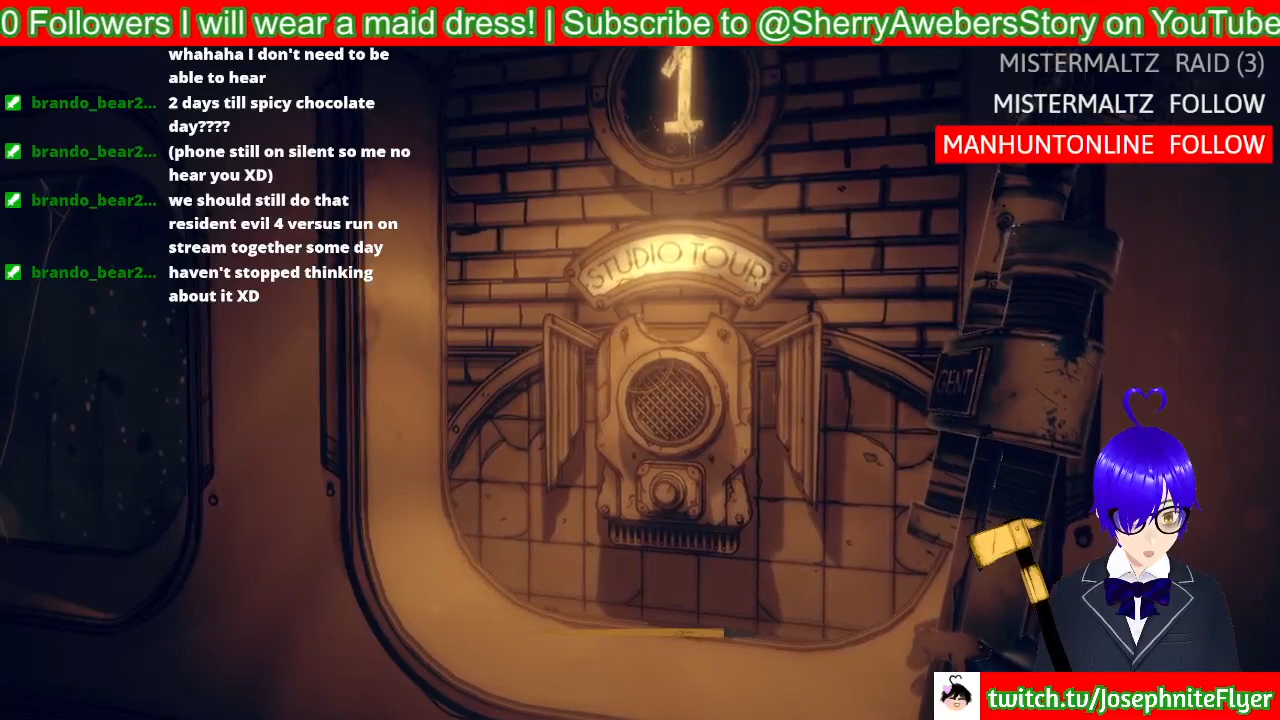 0 Followers I will wear a maid dress! | Subscribe to @SherryAwebersStory on YouTube
whahaha I don't need to be
able to hear
brando_bear2... 2 days till spicy chocolate
day????
brando_bear2... (phone still on silent so me no
hear you XD)
brando_bear2... we should still do that
resident evil 4 versus run on
stream together some day
brando_bear2... haven't stopped thinking
about it XD
MISTERMALTZ RAID (3)
MISTERMALTZ FOLLOW
MANHUNTONLINE FOLLOW
1
STUDIO TOUR
GENT
twitch.tv/JosephniteFlyer